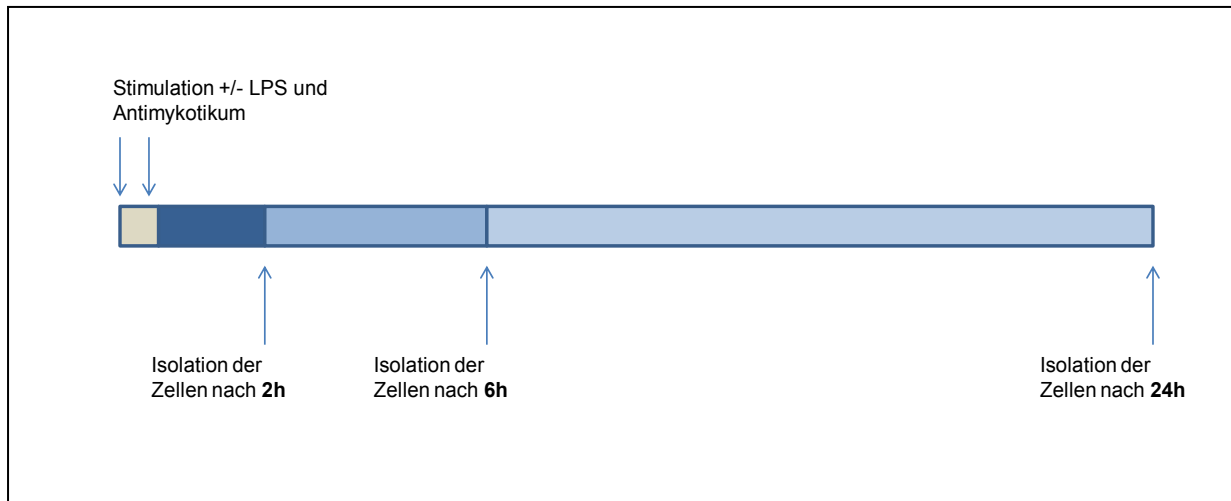 Stimulation +/- LPS und
Antimykotikum
Isolation der
Zellen nach 2h
Isolation der
Zellen nach 6h
Isolation der
Zellen nach 24h